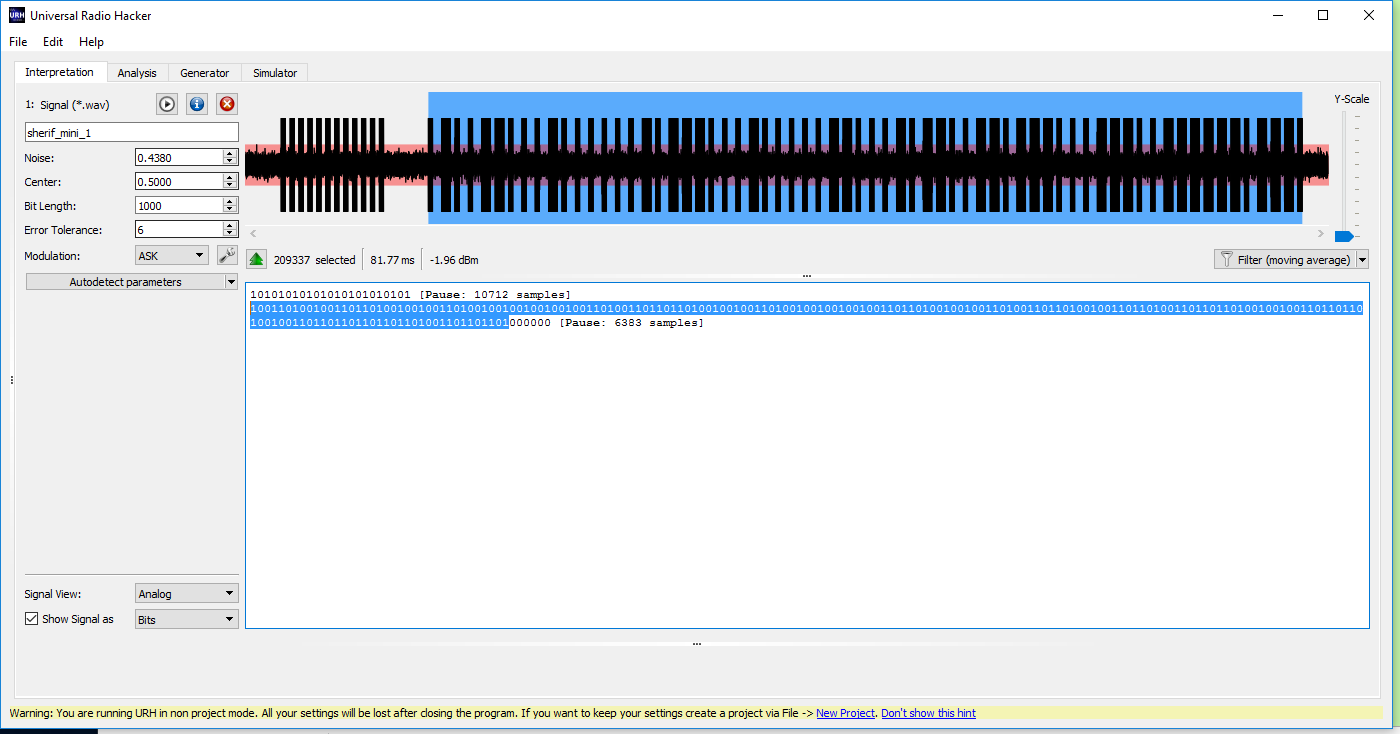 URH Universal Radio Hacker
File Edit Help
Interpretation Analysis Generator Simulator
1: Signal (*.wav)
Y-Scale
sherif_mini_1
Noise: 0.4380
Center: 0.5000
Bit Length: 1000
Error Tolerance: 6
Modulation: ASK
209337 selected 81.77 ms -1.96 dBm
Filter (moving average)
Autodetect parameters
10101010101010101010101 [Pause: 10712 samples]
100110100100110110100100100110100100100100100100110100110110110100100100110100100100100100110110100100100110100110110100100110110100110110110100100100110110110
1001001101101101101101101001101101101000000 [Pause: 6383 samples]
Signal View: Analog
Show Signal as Bits
Warning: You are running URH in non project mode. All your settings will be lost after closing the program. If you want to keep your settings create a project via File -> New Project. Don't show this hint